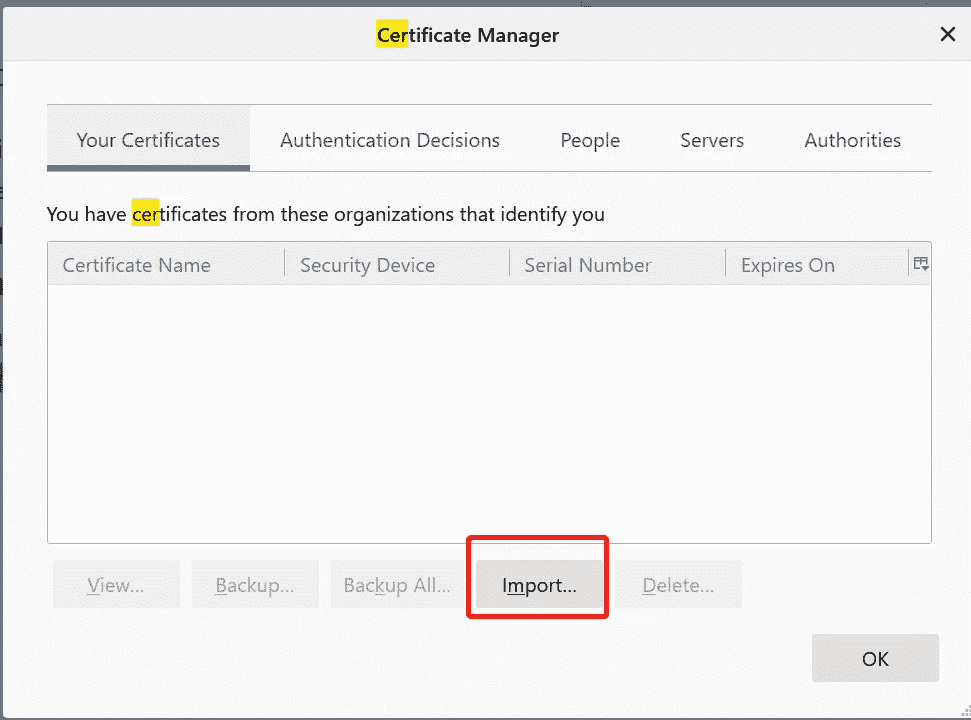 Certificate Manager
Your Certificates Authentication Decisions People Servers Authorities
You have certificates from these organizations that identify you
Certificate Name Security Device Serial Number Expires On
View... Backup... Backup All... Import... Delete...
OK